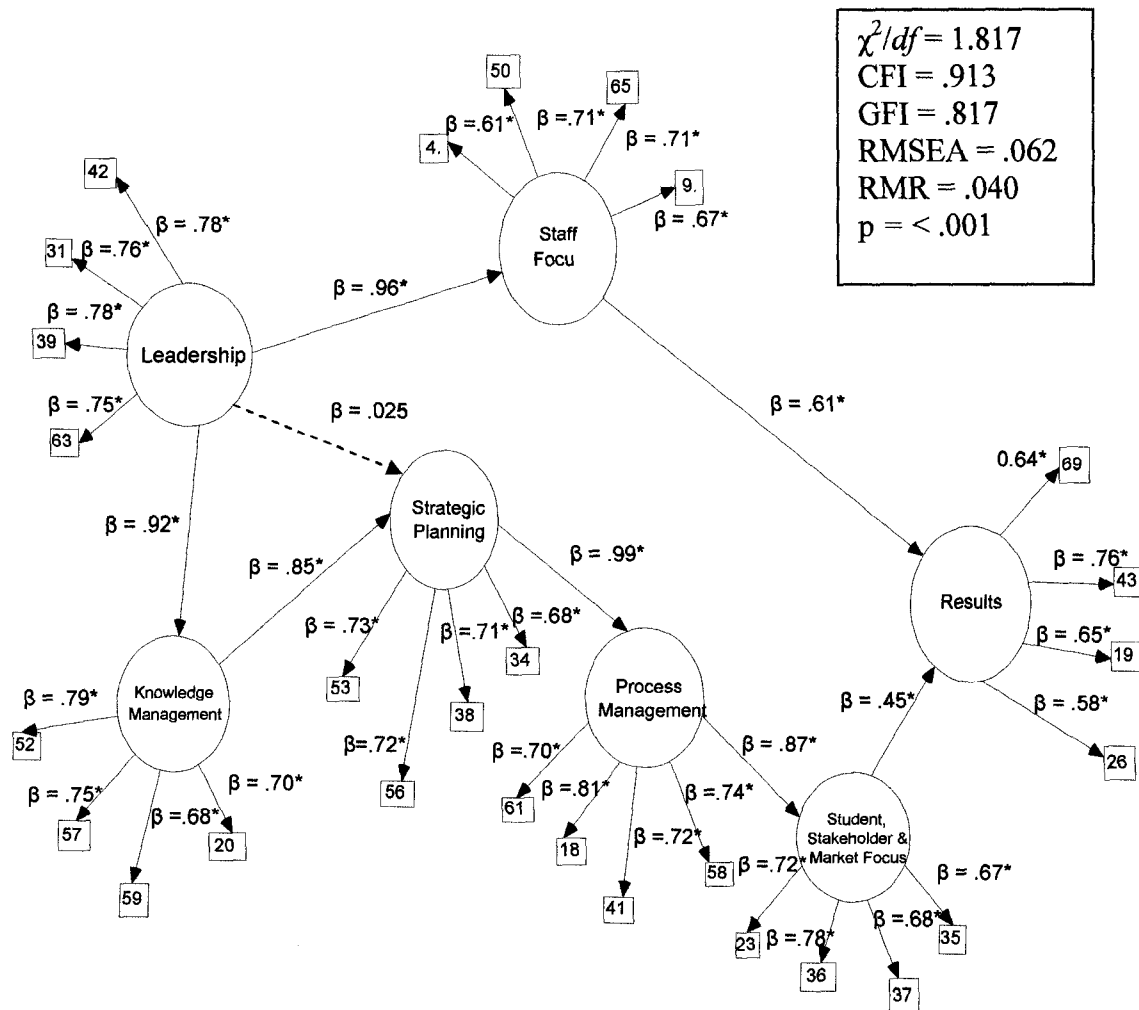 χ²/df = 1.817
CFI = .913
GFI = .817
RMSEA = .062
RMR = .040
p = < .001
50
65
β =.61*
β =.71*
β =.71*
4.
9.
β =.67*
Staff
Focu
42
β = .78*
31
β =.76*
β = .78*
39
Leadership
β = .75*
63
β = .96*
β = .025
β = .61*
β = .92*
Strategic
Planning
0.64*
69
β = .85*
β = .99*
β = .76*
43
Results
β = .73*
β =.71*
β =.68*
34
53
38
β = .65*
19
Knowledge
Management
Process
Management
β = .79*
52
β=.72*
56
β = .45*
β = .58*
26
β = .75*
57
β =.68*
β = .70*
20
59
β = .70*
61
β =.81*
18
β = .74*
β = .87*
β =.72*
41
58
Student,
Stakeholder &
Market Focus
β =.72*
23
β =.78*
36
β =.68*
37
β = .67*
35